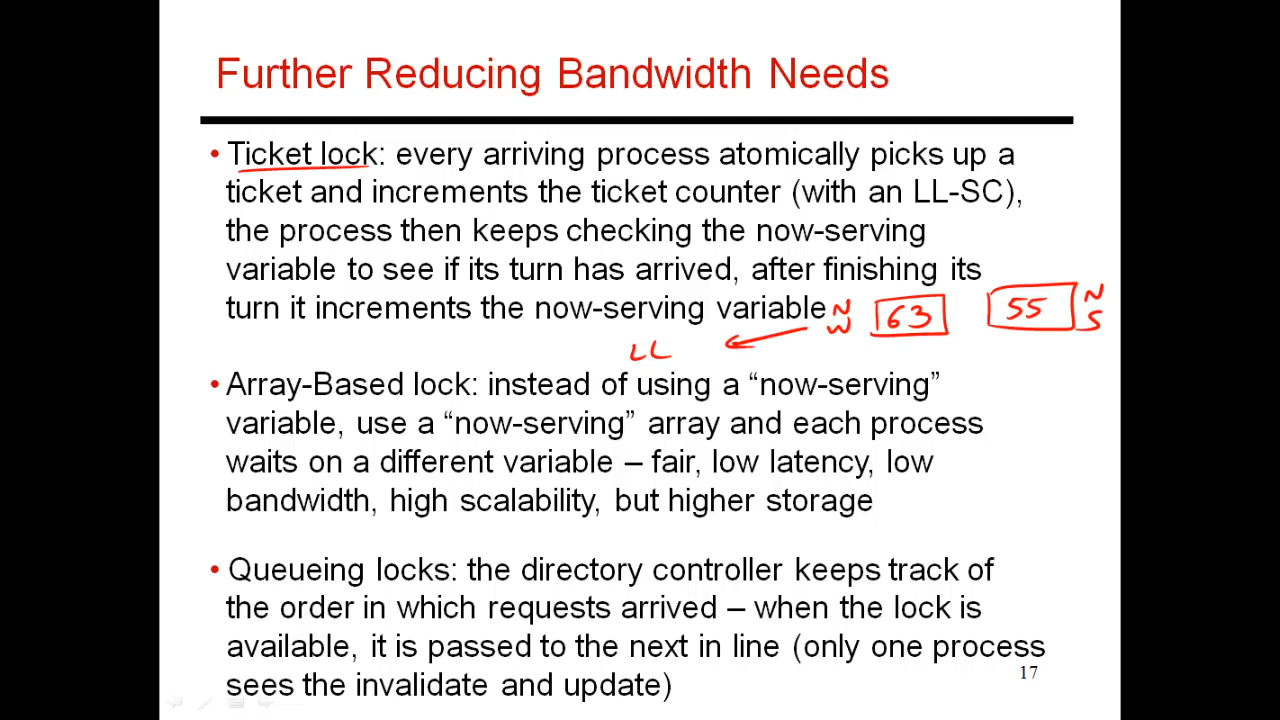 Further Reducing Bandwidth Needs
• Ticket lock: every arriving process atomically picks up a
ticket and increments the ticket counter (with an LL-SC),
the process then keeps checking the now-serving
variable to see if its turn has arrived, after finishing its
turn it increments the now-serving variable
N
W
63
55
N
S
LL
• Array-Based lock: instead of using a “now-serving”
variable, use a “now-serving” array and each process
waits on a different variable – fair, low latency, low
bandwidth, high scalability, but higher storage
• Queueing locks: the directory controller keeps track of
the order in which requests arrived – when the lock is
available, it is passed to the next in line (only one process
sees the invalidate and update)
17